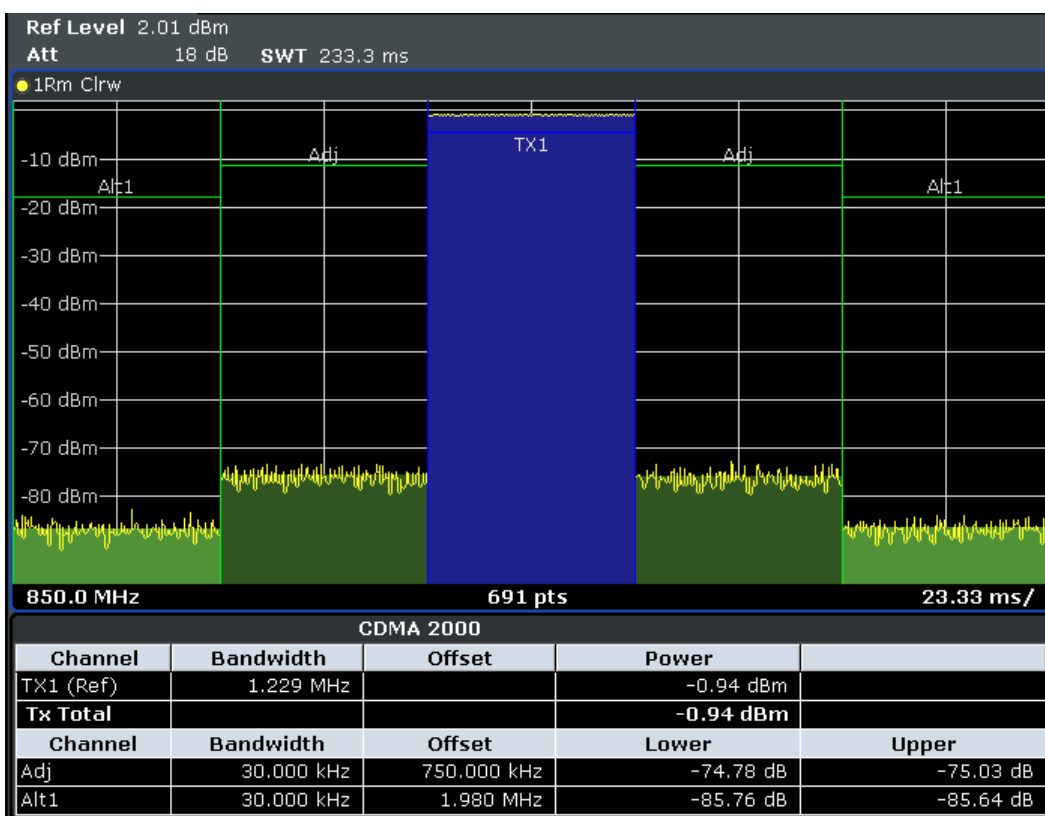 Ref Level 2.01 dBm
Att 18 dB SWT 233.3 ms
1Rm Clrw
TX1
-10 dBm Adj Adj
Alt1 Alt1
-20 dBm
-30 dBm
-40 dBm
-50 dBm
-60 dBm
-70 dBm
-80 dBm
850.0 MHz 691 pts 23.33 ms/
CDMA 2000
Channel Bandwidth Offset Power
TX1 (Ref) 1.229 MHz -0.94 dBm
Tx Total -0.94 dBm
Channel Bandwidth Offset Lower Upper
Adj 30.000 kHz 750.000 kHz -74.78 dB -75.03 dB
Alt1 30.000 kHz 1.980 MHz -85.76 dB -85.64 dB